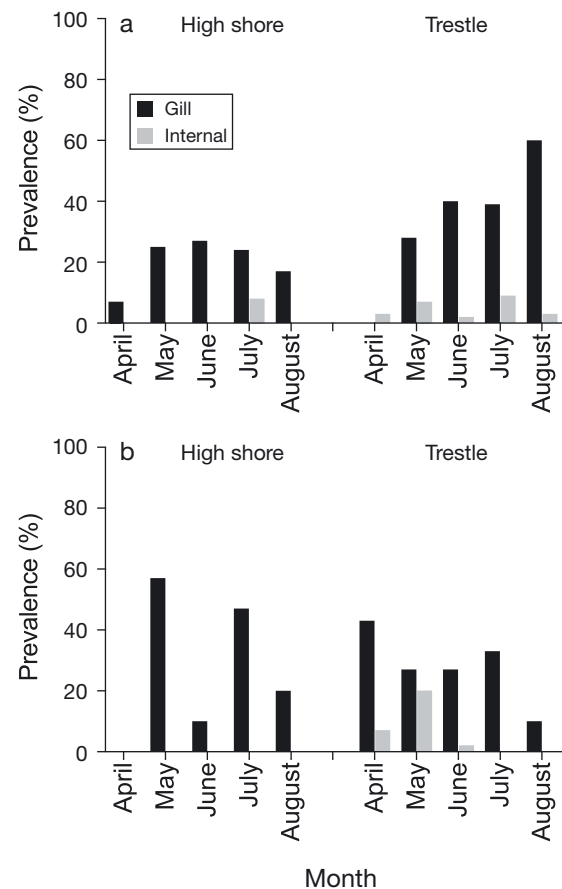 a
High shore
Trestle
Gill
Internal
Prevalence (%)
100
80
60
40
20
0
April
May
June
July
August
April
May
June
July
August
b
High shore
Trestle
Prevalence (%)
100
80
60
40
20
0
April
May
June
July
August
April
May
June
July
August
Month